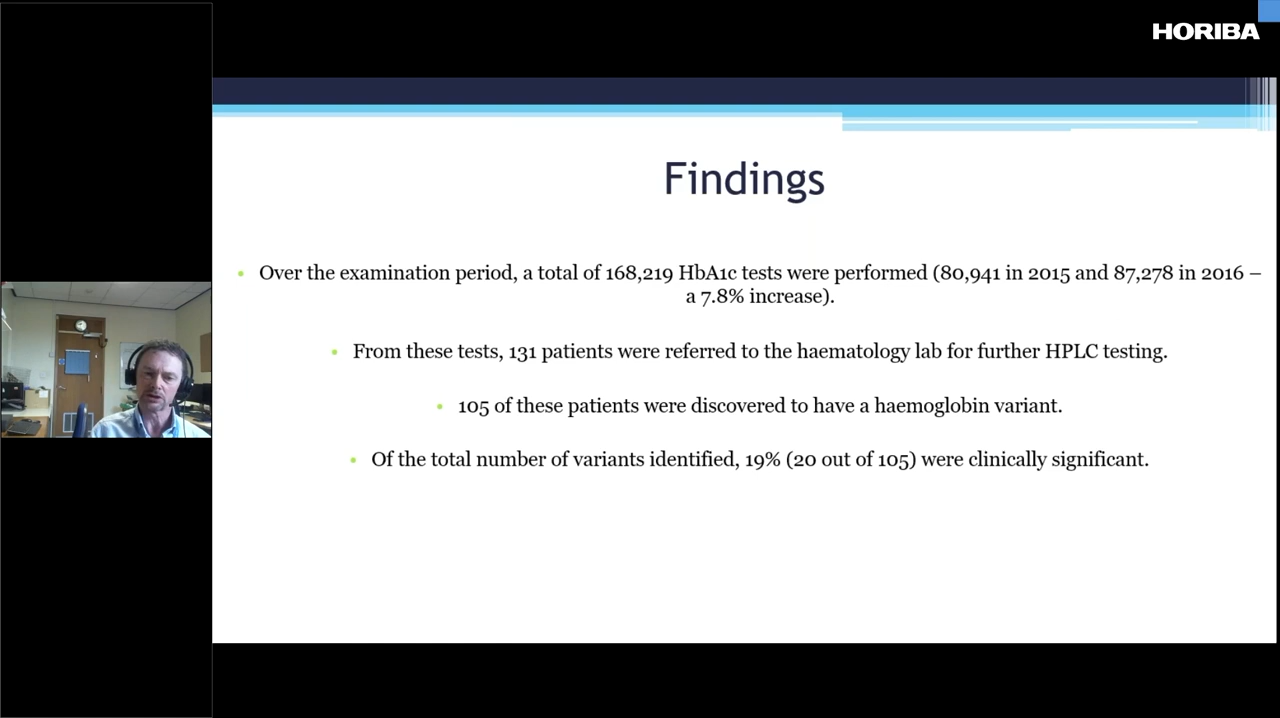 HORIBA
Findings
• Over the examination period, a total of 168,219 HbA1c tests were performed (80,941 in 2015 and 87,278 in 2016 –
a 7.8% increase).
• From these tests, 131 patients were referred to the haematology lab for further HPLC testing.
• 105 of these patients were discovered to have a haemoglobin variant.
• Of the total number of variants identified, 19% (20 out of 105) were clinically significant.